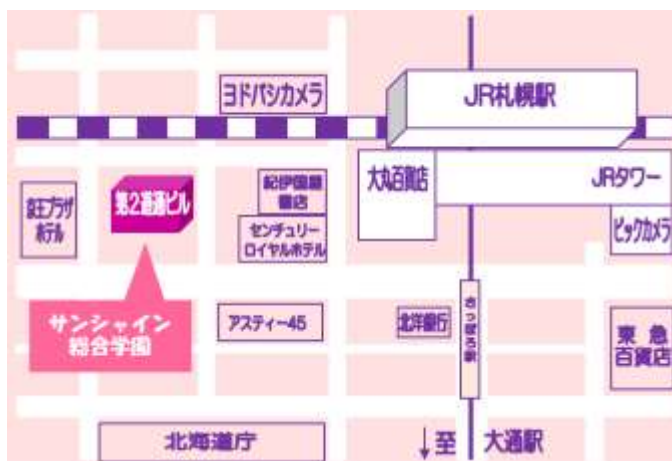 ヨドバシカメラ
JR札幌駅
京王プラザ
ホテル
第2道通ビル
紀伊国屋
書店
大丸百貨店
JRタワー
センチュリー
ロイヤルホテル
ビックカメラ
サンシャイン
総合学園
アスティー45
北洋銀行
さっぽろ駅
東急
百貨店
北海道庁
↓至 大通駅